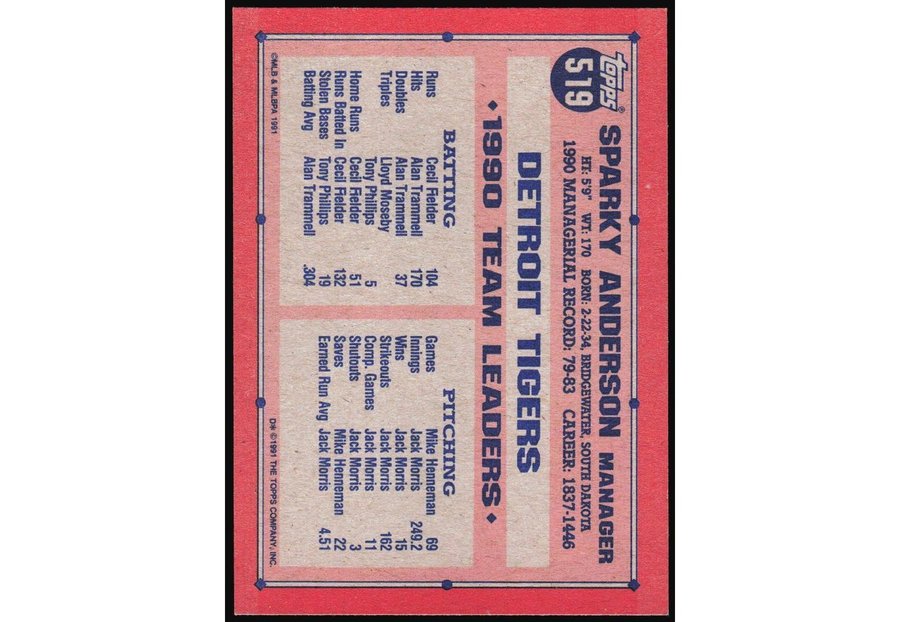 topps®
519
SPARKY ANDERSON MANAGER
HT: 5'9" WT: 170 BORN: 2-22-34, BRIDGEWATER, SOUTH DAKOTA
1990 MANAGERIAL RECORD: 79-83 CAREER: 1837-1446
DETROIT TIGERS
♦ 1990 TEAM LEADERS ♦
BATTING
Runs Cecil Fielder 104
Hits Alan Trammell 170
Doubles Alan Trammell 37
Triples Lloyd Moseby
Tony Phillips 5
Home Runs Cecil Fielder 51
Runs Batted In Cecil Fielder 132
Stolen Bases Tony Phillips 19
Batting Avg Alan Trammell .304
PITCHING
Games Mike Henneman 69
Innings Jack Morris 249.2
Wins Jack Morris 15
Strikeouts Jack Morris 162
Comp. Games Jack Morris 11
Shutouts Jack Morris 3
Saves Mike Henneman 22
Earned Run Avg Jack Morris 4.51
©MLB & MLBPA 1991
D* ©1991 THE TOPPS COMPANY, INC.